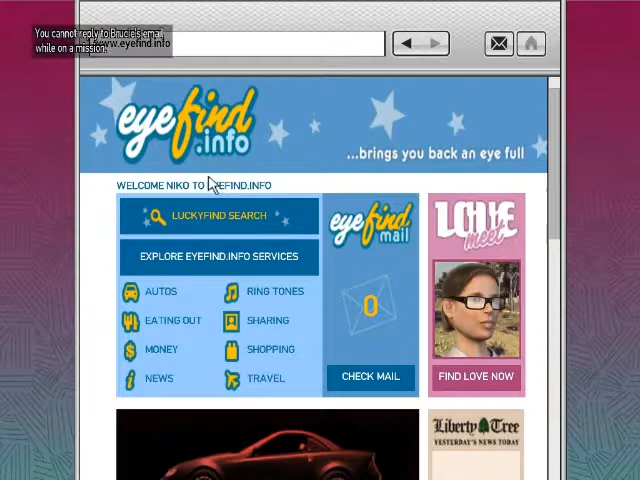 You cannot reply to Brucie's email
while on a mission.
www.eyefind.info
eyefind
.info
...brings you back an eye full
WELCOME NIKO TO EYEFIND.INFO
LUCKYFIND SEARCH
EXPLORE EYEFIND.INFO SERVICES
AUTOS
RING TONES
EATING OUT
SHARING
MONEY
SHOPPING
NEWS
TRAVEL
eyefind
mail
0
CHECK MAIL
LOVE
meet
FIND LOVE NOW
Liberty Tree
YESTERDAY'S NEWS TODAY